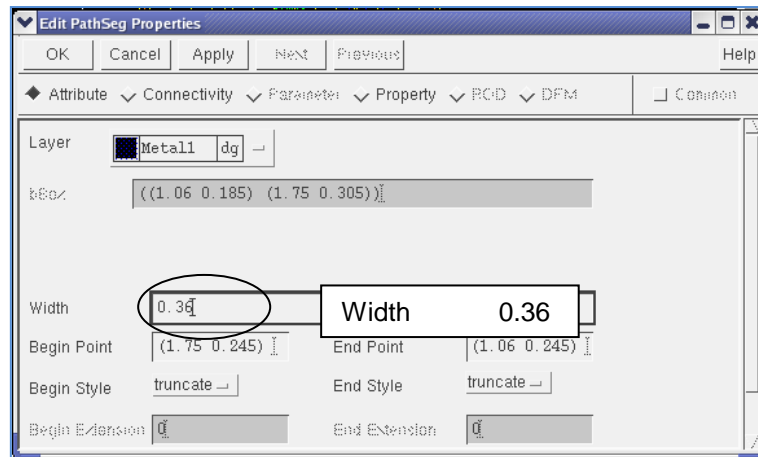 Edit PathSeg Properties
OK Cancel Apply Next Previous Help
Attribute Connectivity Parameter Property ROD DFM Common
Layer Metal1 dg
bBox ((1.06 0.185) (1.75 0.305))
Width 0.36 Width 0.36
Begin Point (1.75 0.245) End Point (1.06 0.245)
Begin Style truncate End Style truncate
Begin Extension 0 End Extension 0